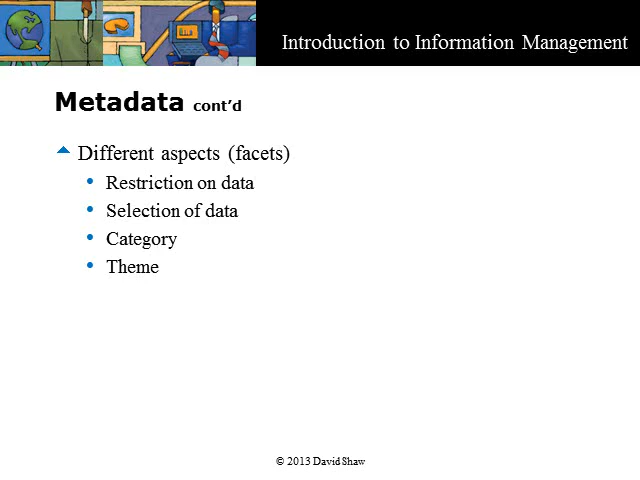 Introduction to Information Management
Metadata cont’d
Different aspects (facets)
Restriction on data
Selection of data
Category
Theme
© 2013 David Shaw